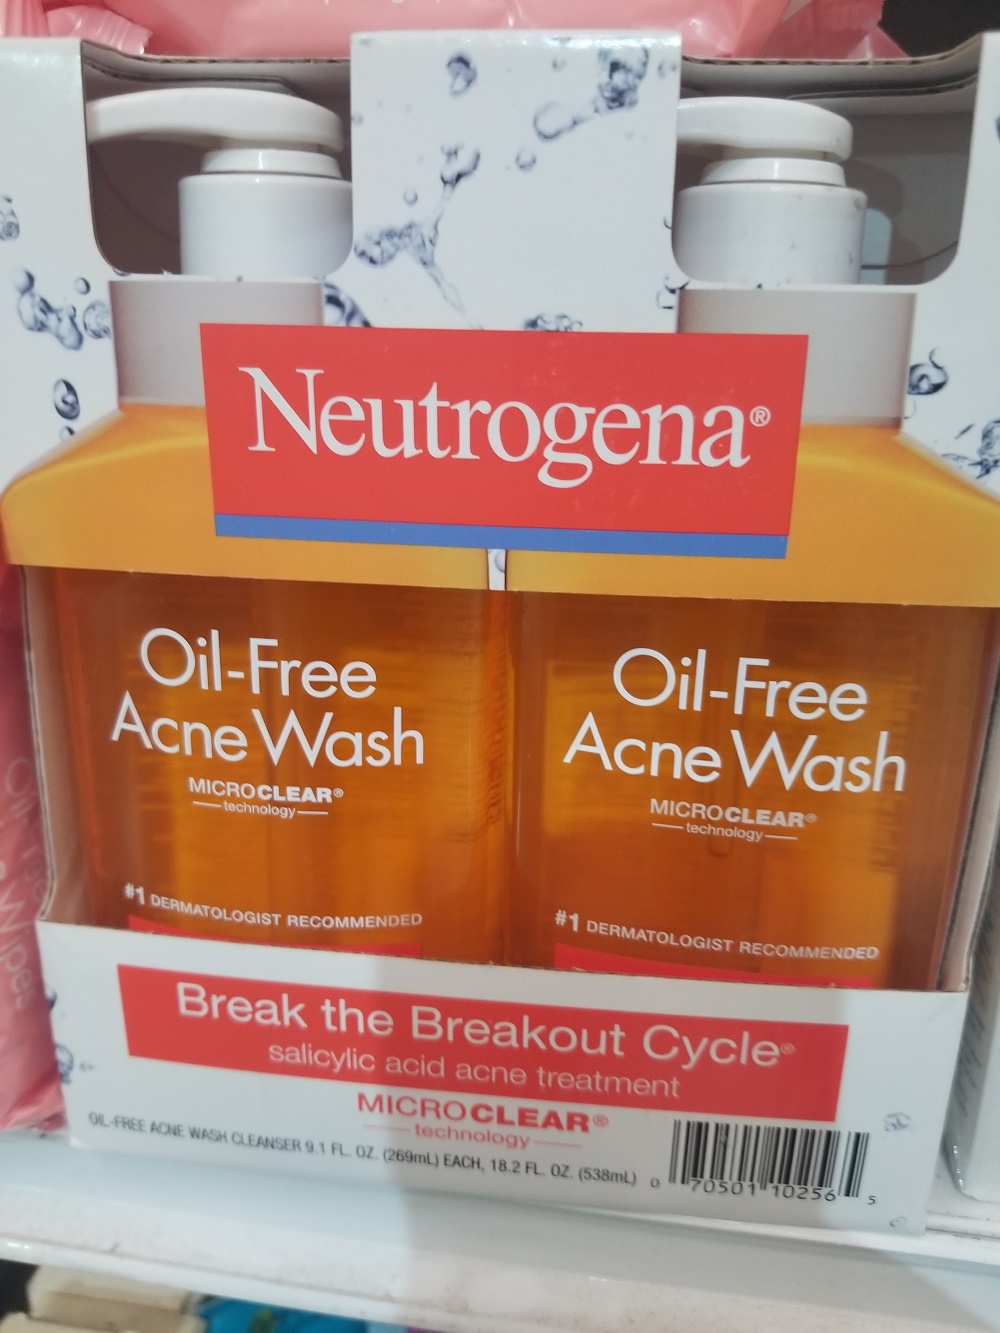 Neutrogena®
Oil-Free
Acne Wash
MICROCLEAR®
technology
#1 DERMATOLOGIST RECOMMENDED
Oil-Free
Acne Wash
MICROCLEAR®
technology
#1 DERMATOLOGIST RECOMMENDED
Break the Breakout Cycle®
salicylic acid acne treatment
MICROCLEAR®
technology
OIL-FREE ACNE WASH CLEANSER 9.1 FL. OZ. (269mL) EACH, 18.2 FL. OZ. (538mL)
0 70501 10256 5
Wipes